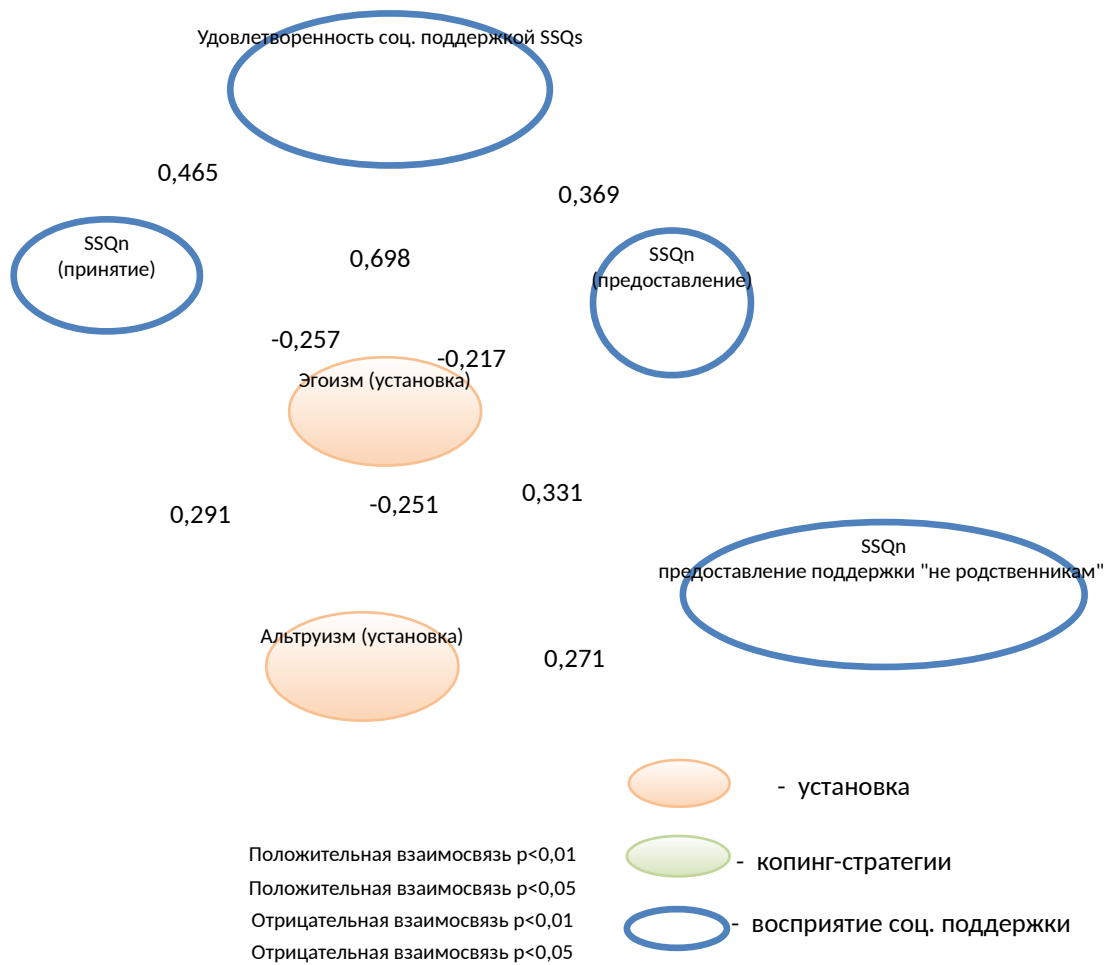 Удовлетворенность соц. поддержкой SSQs
0,465
0,369
SSQn
(принятие)
SSQn
(предоставление)
0,698
-0,257
-0,217
Эгоизм (установка)
0,331
-0,251
0,291
SSQn
предоставление поддержки "не родственникам"
Альтруизм (установка)
0,271
- установка
Положительная взаимосвязь p<0,01
- копинг-стратегии
Положительная взаимосвязь p<0,05
Отрицательная взаимосвязь p<0,01
- восприятие соц. поддержки
Отрицательная взаимосвязь p<0,05